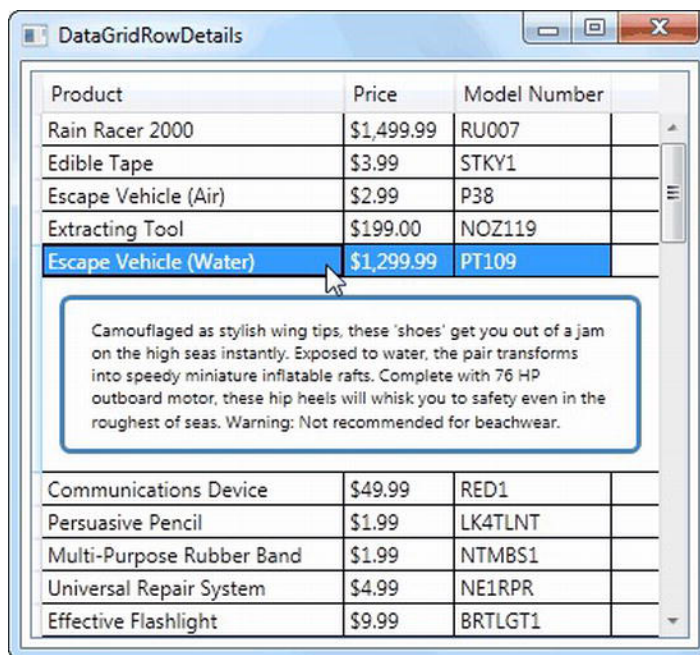 DataGridRowDetails
Product Price Model Number
Rain Racer 2000 $1,499.99 RU007
Edible Tape $3.99 STKY1
Escape Vehicle (Air) $2.99 P38
Extracting Tool $199.00 NOZ119
Escape Vehicle (Water) $1,299.99 PT109
Camouflaged as stylish wing tips, these 'shoes' get you out of a jam
on the high seas instantly. Exposed to water, the pair transforms
into speedy miniature inflatable rafts. Complete with 76 HP
outboard motor, these hip heels will whisk you to safety even in the
roughest of seas. Warning: Not recommended for beachwear.
Communications Device $49.99 RED1
Persuasive Pencil $1.99 LK4TLNT
Multi-Purpose Rubber Band $1.99 NTMBS1
Universal Repair System $4.99 NE1RPR
Effective Flashlight $9.99 BRTLGT1